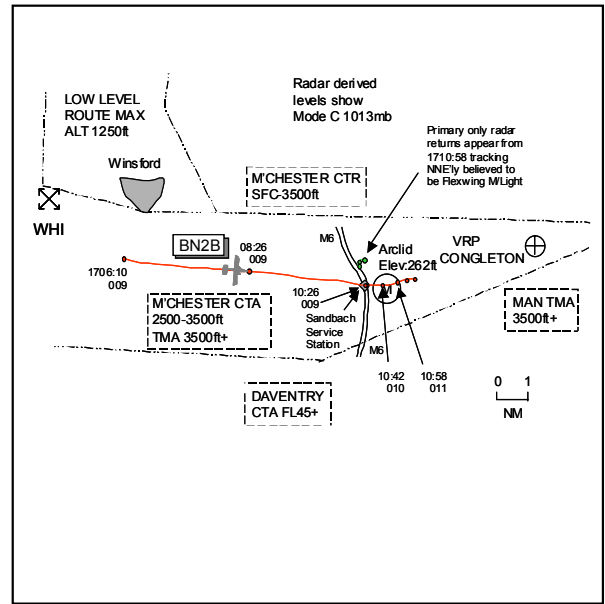 LOW LEVEL
ROUTE MAX
ALT 1250ft
Radar derived
levels show
Mode C 1013mb
Primary only radar
returns appear from
1710:58 tracking
NNE'ly believed to
be Flexwing M'Light
Winsford
M'CHESTER CTR
SFC-3500ft
WHI
BN2B
08:26
009
M6
Arclid
Elev:262ft
VRP
CONGLETON
1706:10
009
M'CHESTER CTA
2500-3500ft
TMA 3500ft+
10:26
009
Sandbach
Service
Station
M
MAN TMA
3500ft+
M6
10:42
010
10:58
011
DAVENTRY
CTA FL45+
0 1
NM